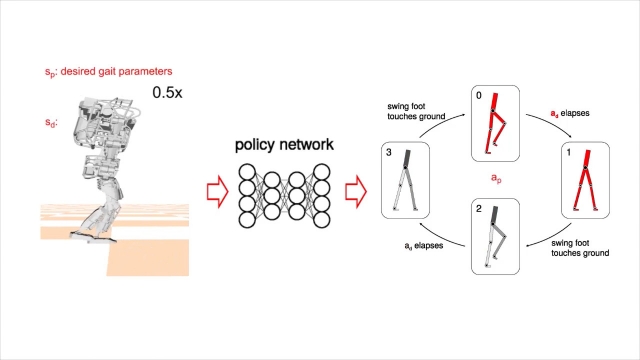 s_p: desired gait parameters
0.5x
s_d:
policy network
0
swing foot
touches ground
a_d elapses
3
1
a_p
2
a_d elapses
swing foot
touches ground